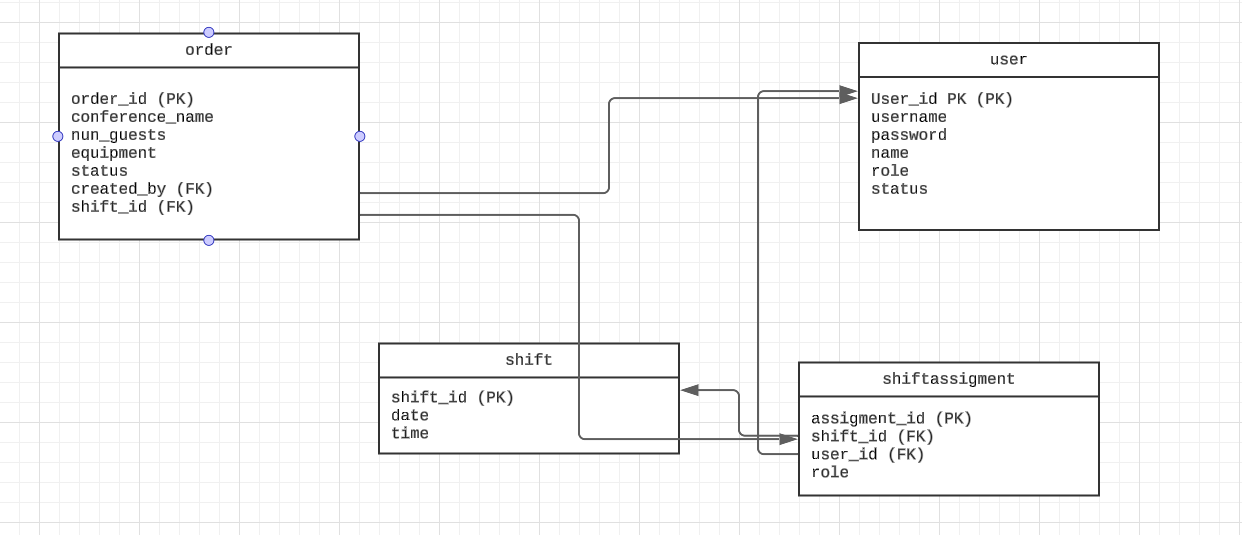 order
order_id (PK)
conference_name
nun_guests
equipment
status
created_by (FK)
shift_id (FK)
user
User_id PK (PK)
username
password
name
role
status
shift
shift_id (PK)
date
time
shiftassigment
assigment_id (PK)
shift_id (FK)
user_id (FK)
role